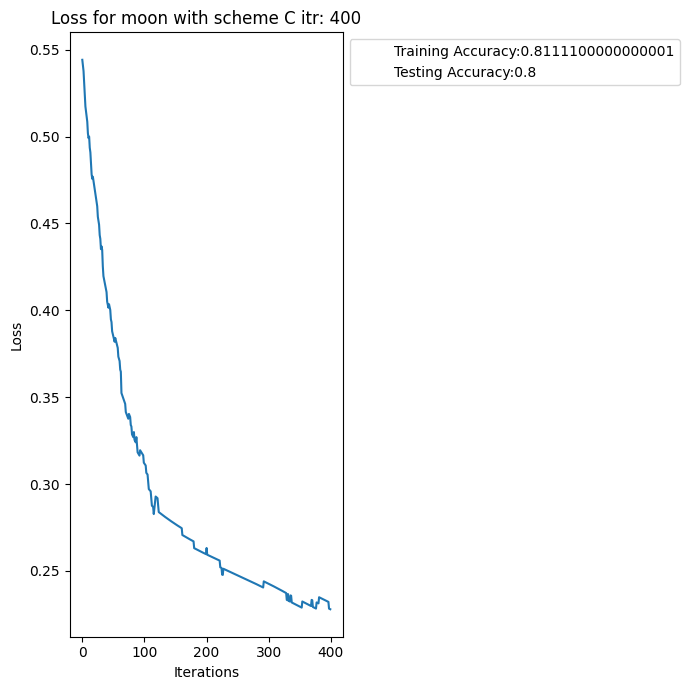 Loss for moon with scheme C itr: 400
Training Accuracy:0.8111100000000001
Testing Accuracy:0.8
0.55
0.50
0.45
0.40
0.35
0.30
0.25
Loss
0
100
200
300
400
Iterations